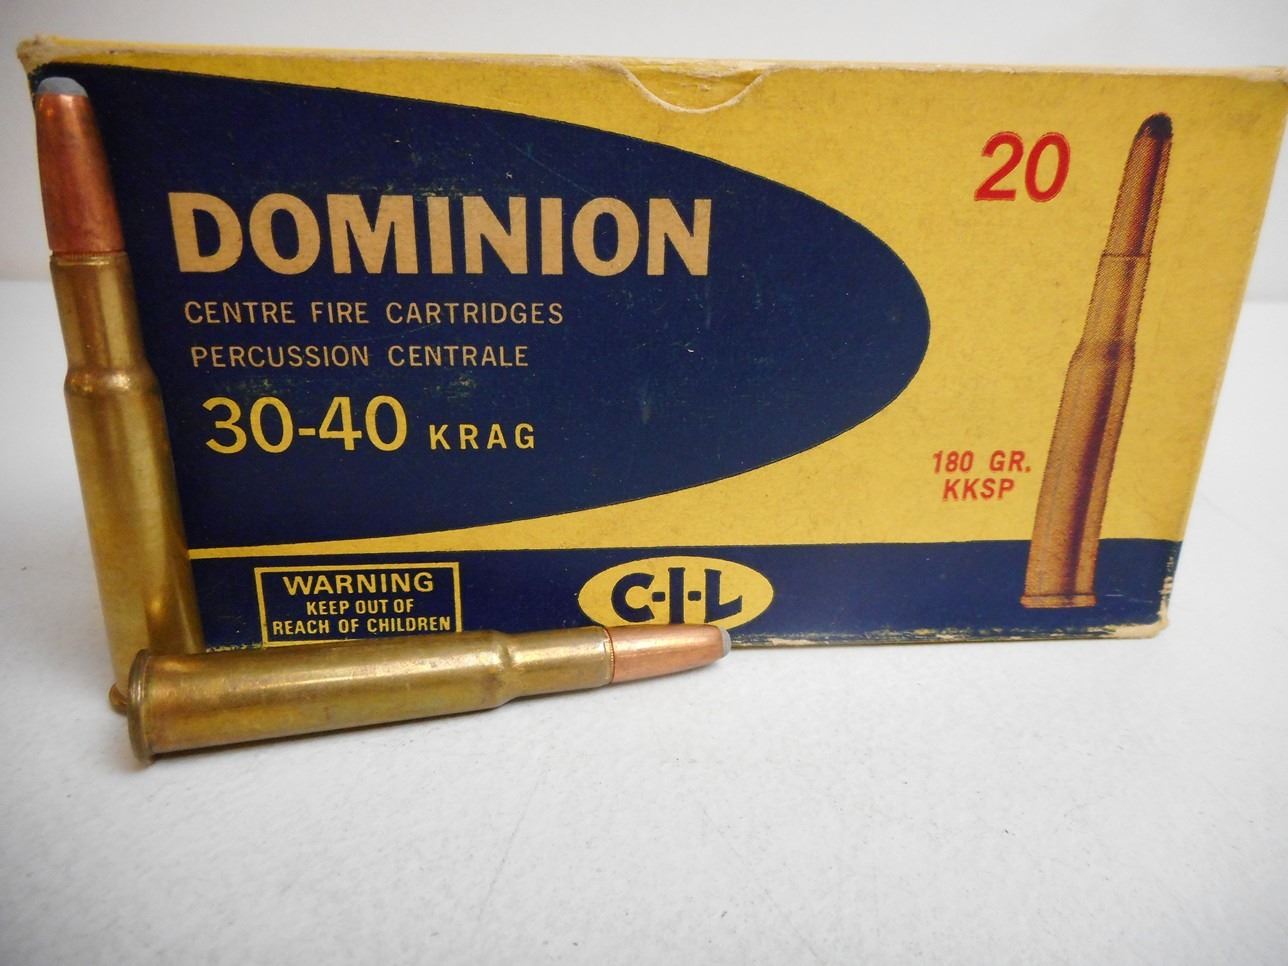 DOMINION
CENTRE FIRE CARTRIDGES
PERCUSSION CENTRALE
30-40 KRAG
20
180 GR.
KKSP
WARNING
KEEP OUT OF
REACH OF CHILDREN
C-I-L